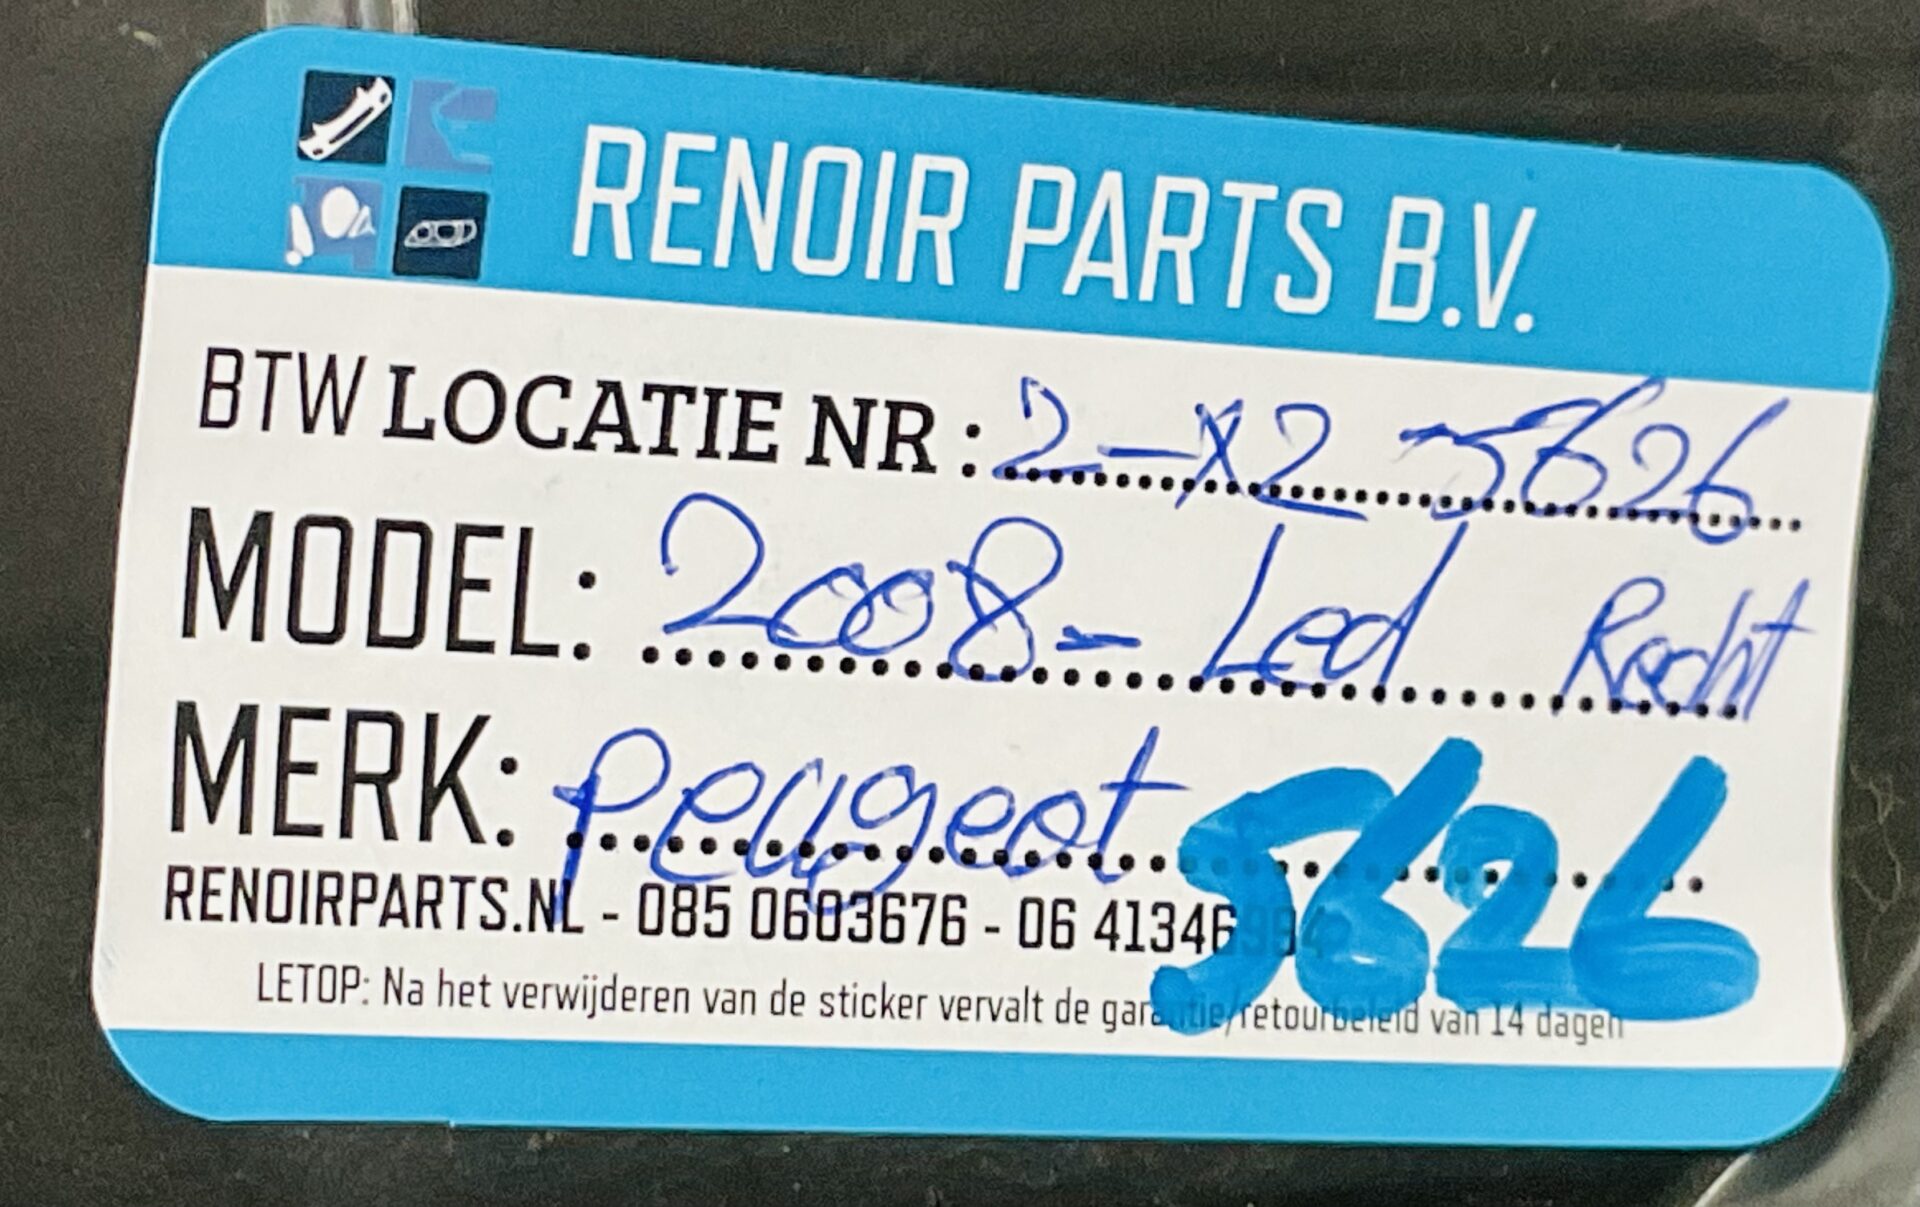 RENOIR PARTS B.V.
BTW LOCATIE NR : 2-X2 5626
MODEL: 2008- Led Recht
MERK: Peugeot 5626
RENOIRPARTS.NL - 085 0603676 - 06 41346994
LETOP: Na het verwijderen van de sticker vervalt de garantie/retourbeleid van 14 dagen